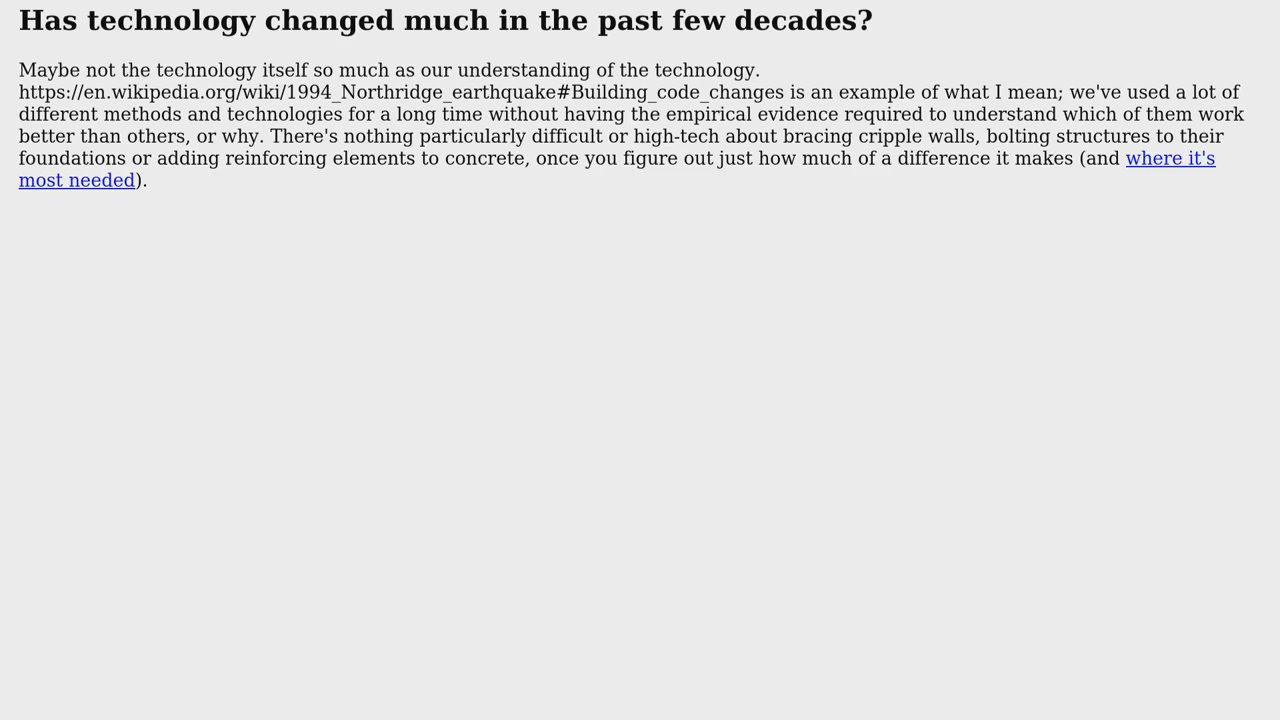 Has technology changed much in the past few decades?
Maybe not the technology itself so much as our understanding of the technology.
https://en.wikipedia.org/wiki/1994_Northridge_earthquake#Building_code_changes is an example of what I mean; we've used a lot of
different methods and technologies for a long time without having the empirical evidence required to understand which of them work
better than others, or why. There's nothing particularly difficult or high-tech about bracing cripple walls, bolting structures to their
foundations or adding reinforcing elements to concrete, once you figure out just how much of a difference it makes (and where it's
most needed).